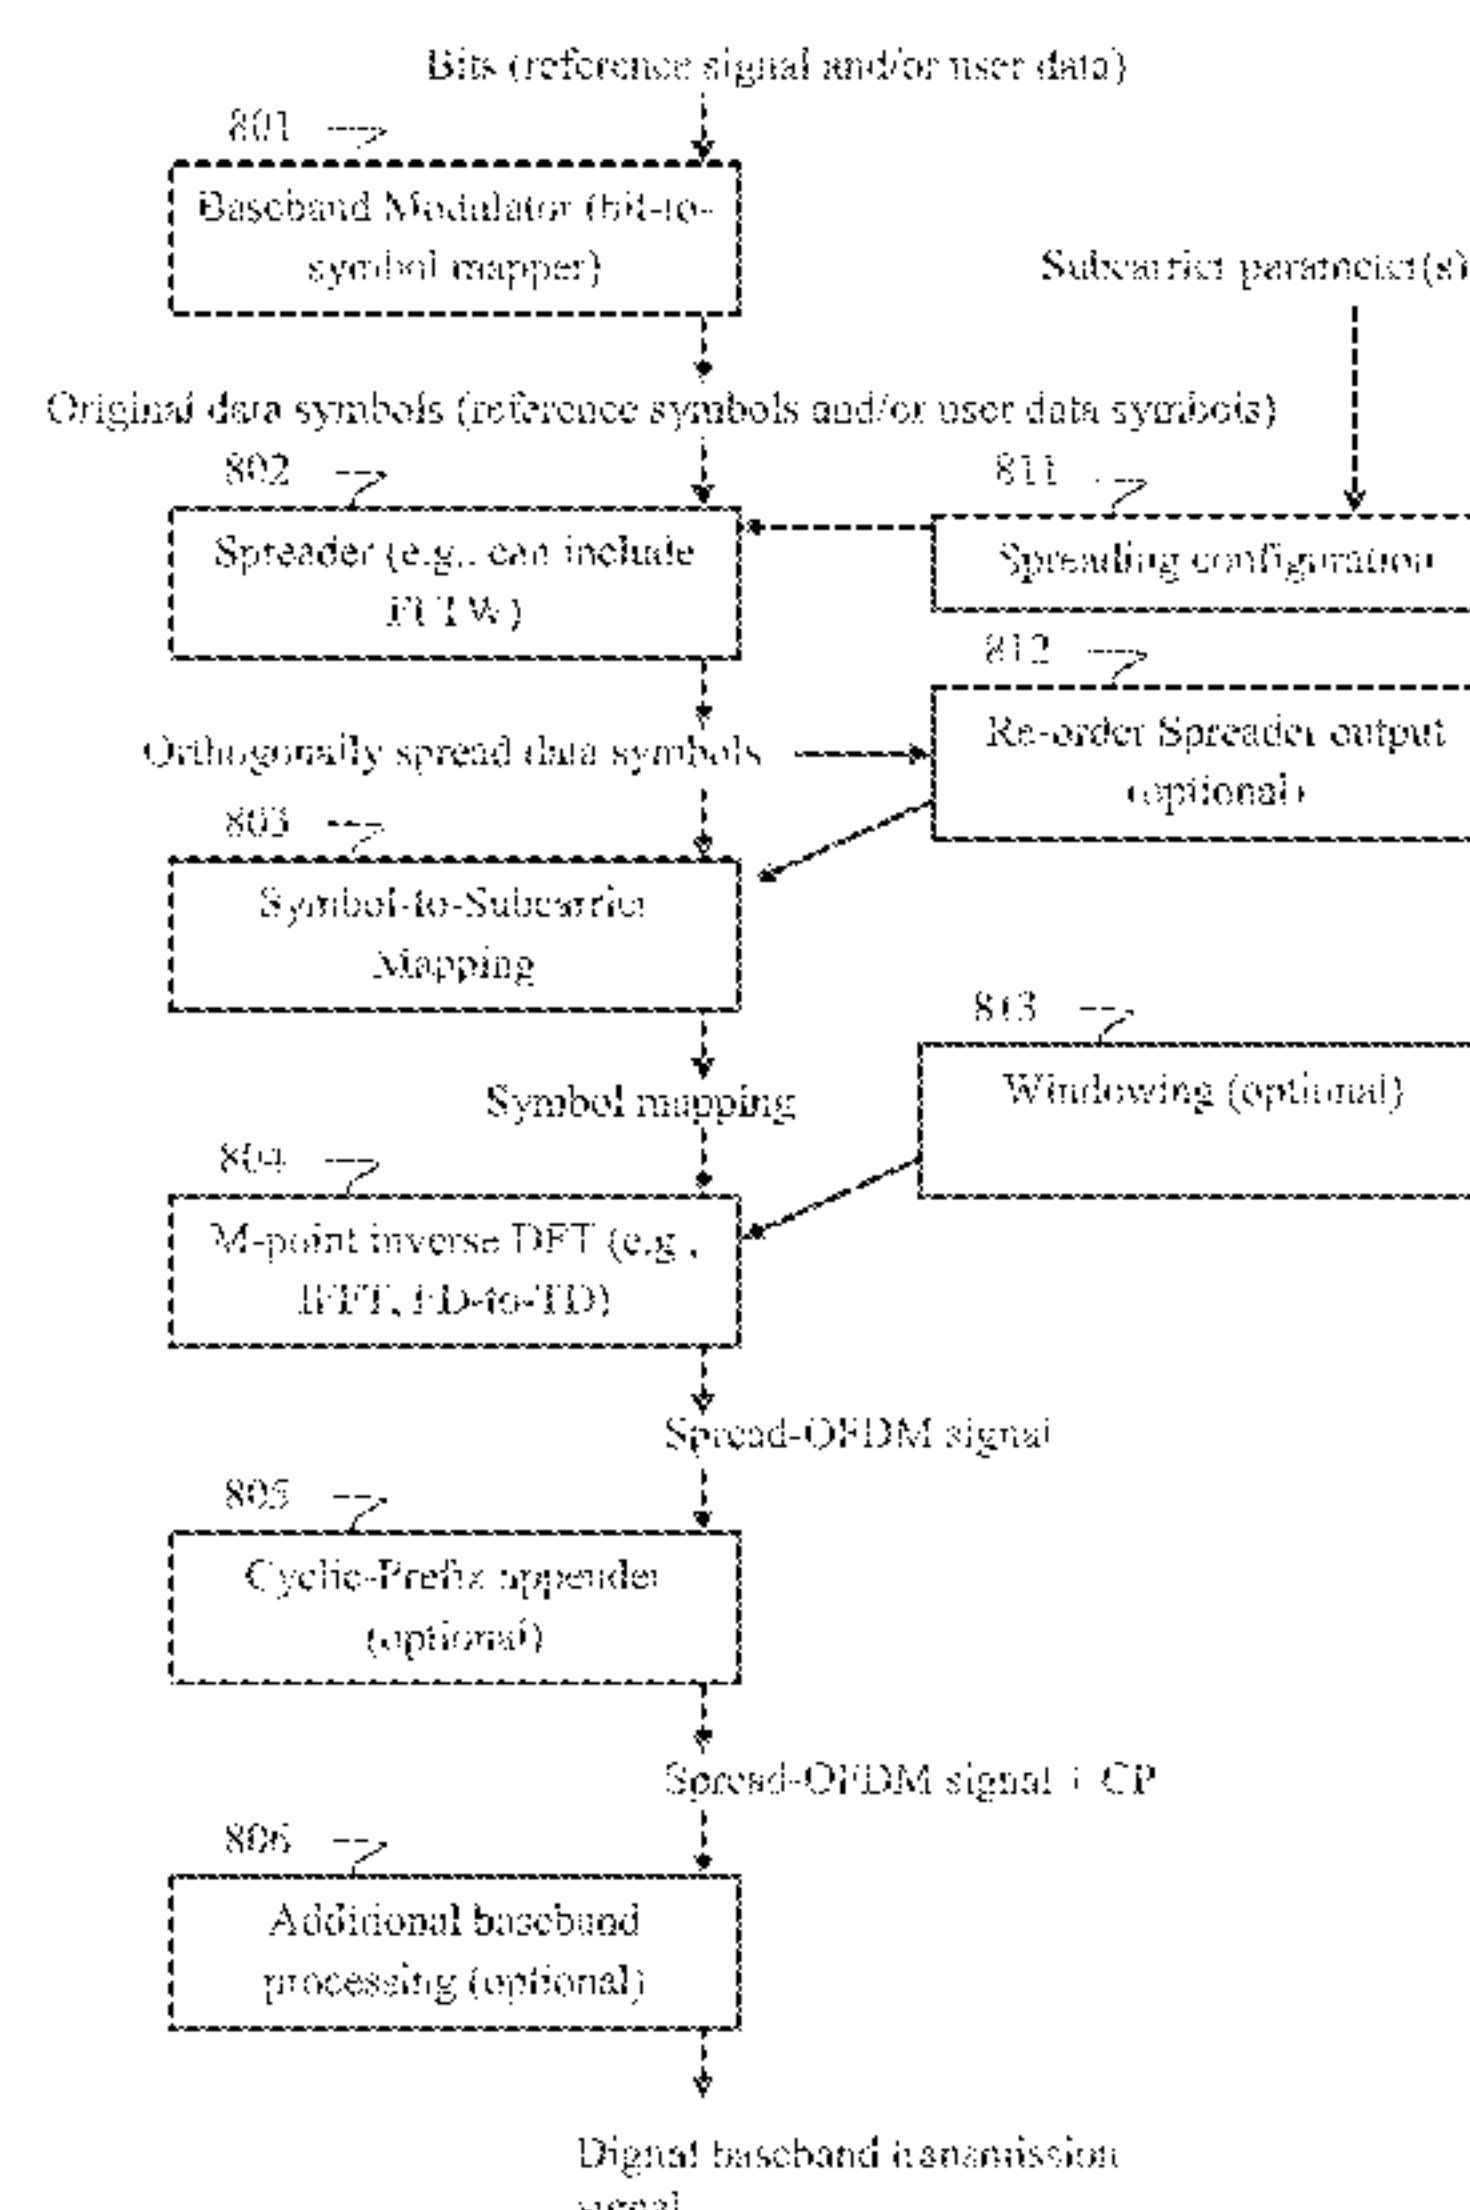 Bits (reference signal and/or user data)
801
Baseband Modulator (bit-to-
symbol mapper)
Subcarrier parameter(s)
Original data symbols (reference symbols and/or user data symbols)
802
811
Spreader (e.g., can include
Spreading configuration
812
Orthogonally spread data symbols
Re-order Spreader output
(optional)
803
Symbol-to-Subcarrier
Mapping
813
Symbol mapping
Windowing (optional)
804
M-point inverse DFT (e.g.,
IFFT, FD-to-TD)
Spread-OFDM signal
805
Cyclic-Prefix appender
(optional)
Spread-OFDM signal + CP
806
Additional baseband
processing (optional)
Digital baseband transmission
signal